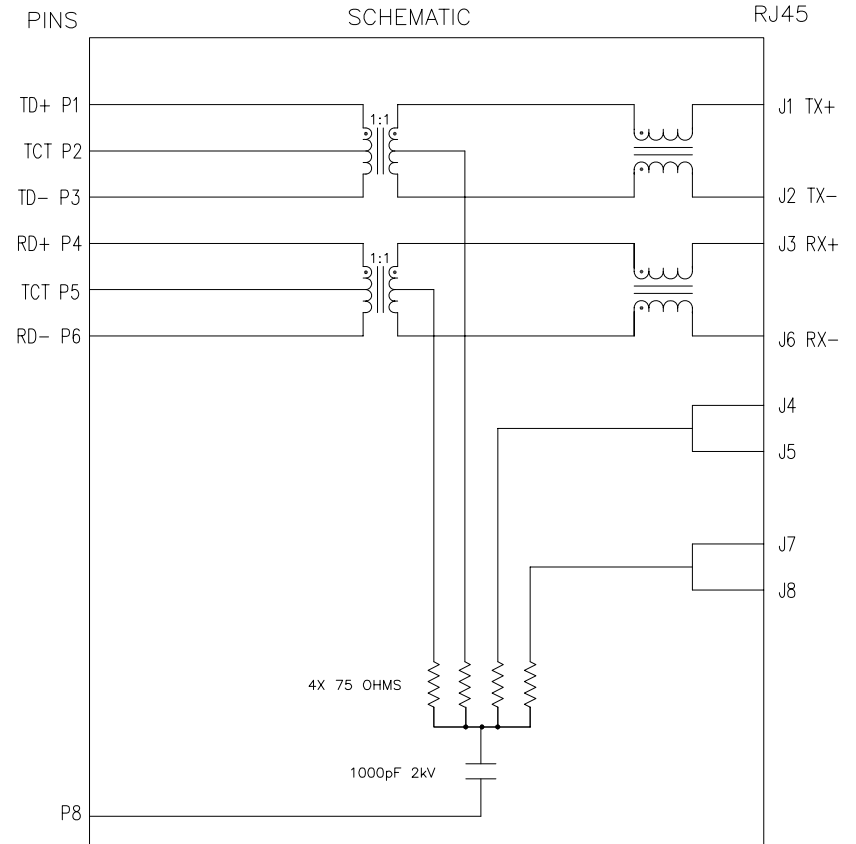 PINS SCHEMATIC RJ45
TD+ P1
1:1
J1 TX+
TCT P2
TD- P3
J2 TX-
RD+ P4
1:1
J3 RX+
TCT P5
RD- P6
J6 RX-
J4
J5
J7
J8
4X 75 OHMS
1000pF 2kV
P8